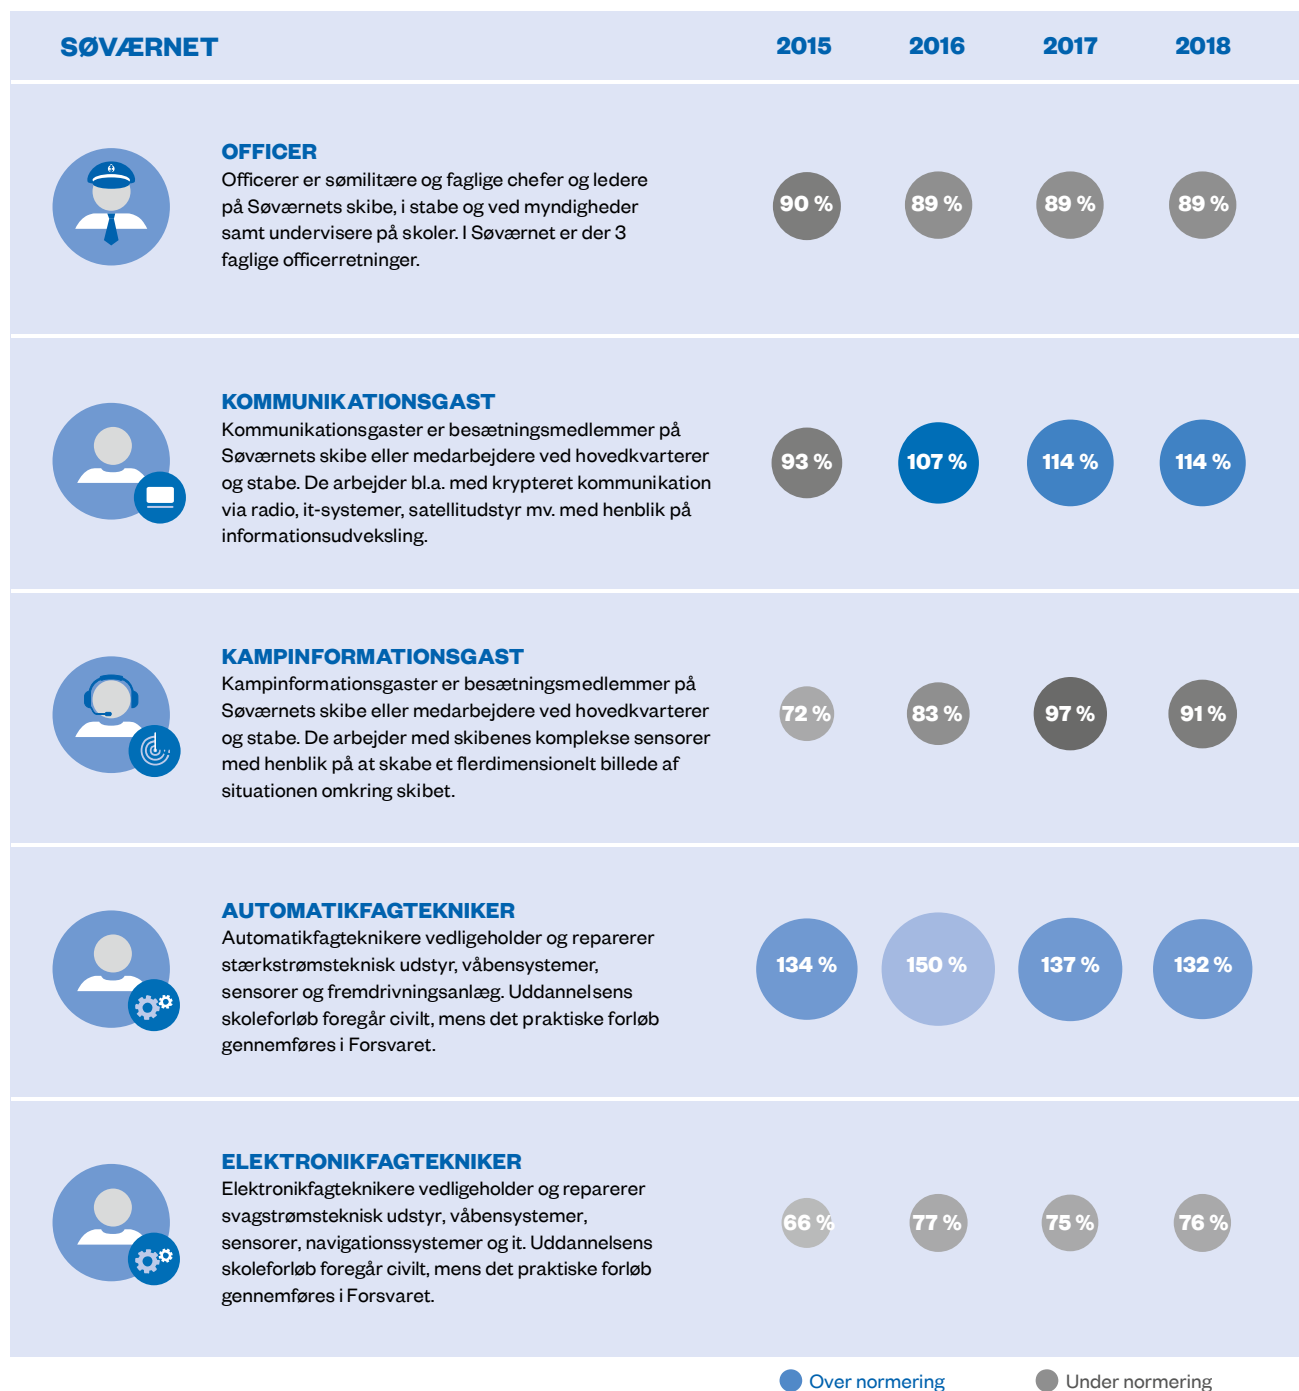 SØVÆRNET 2015 2016 2017 2018
OFFICER
Officerer er sømilitære og faglige chefer og ledere
på Søværnets skibe, i stabe og ved myndigheder
samt undervisere på skoler. I Søværnet er der 3
faglige officerretninger.
90 % 89 % 89 % 89 %
KOMMUNIKATIONSGAST
Kommunikationsgaster er besætningsmedlemmer på
Søværnets skibe eller medarbejdere ved hovedkvarterer
og stabe. De arbejder bl.a. med krypteret kommunikation
via radio, it-systemer, satellitudstyr mv. med henblik på
informationsudveksling.
93 % 107 % 114 % 114 %
KAMPINFORMATIONSGAST
Kampinformationsgaster er besætningsmedlemmer på
Søværnets skibe eller medarbejdere ved hovedkvarterer
og stabe. De arbejder med skibenes komplekse sensorer
med henblik på at skabe et flerdimensionelt billede af
situationen omkring skibet.
72 % 83 % 97 % 91 %
AUTOMATIKFAGTEKNIKER
Automatikfagteknikere vedligeholder og reparerer
stærkstrømsteknisk udstyr, våbensystemer,
sensorer og fremdrivningsanlæg. Uddannelsens
skoleforløb foregår civilt, mens det praktiske forløb
gennemføres i Forsvaret.
134 % 150 % 137 % 132 %
ELEKTRONIKFAGTEKNIKER
Elektronikfagteknikere vedligeholder og reparerer
svagstrømsteknisk udstyr, våbensystemer,
sensorer, navigationssystemer og it. Uddannelsens
skoleforløb foregår civilt, mens det praktiske forløb
gennemføres i Forsvaret.
66 % 77 % 75 % 76 %
Over normering Under normering